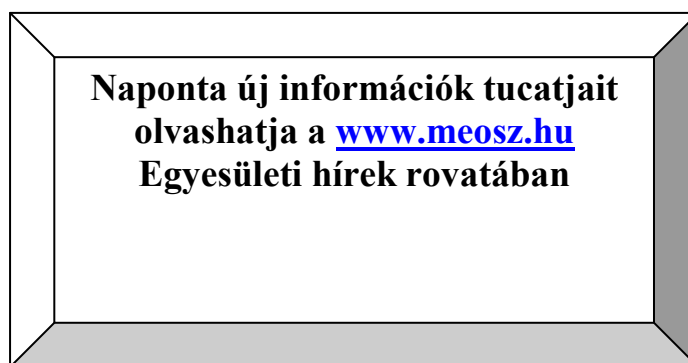 Naponta új információk tucatjait
olvashatja a www.meosz.hu
Egyesületi hírek rovatában